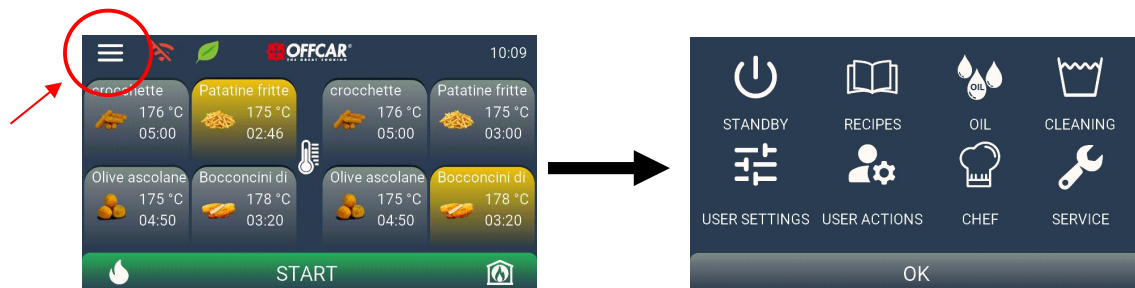 OFFCAR®
THE GREAT COOKING
10:09
crocchette
176 °C
05:00
Patatine fritte
175 °C
02:46
crocchette
176 °C
05:00
Patatine fritte
175 °C
03:00
Olive ascolane
175 °C
04:50
Bocconcini di
178 °C
03:20
Olive ascolane
175 °C
04:50
Bocconcini di
178 °C
03:20
START
STANDBY
RECIPES
OIL
OIL
CLEANING
USER SETTINGS
USER ACTIONS
CHEF
SERVICE
OK